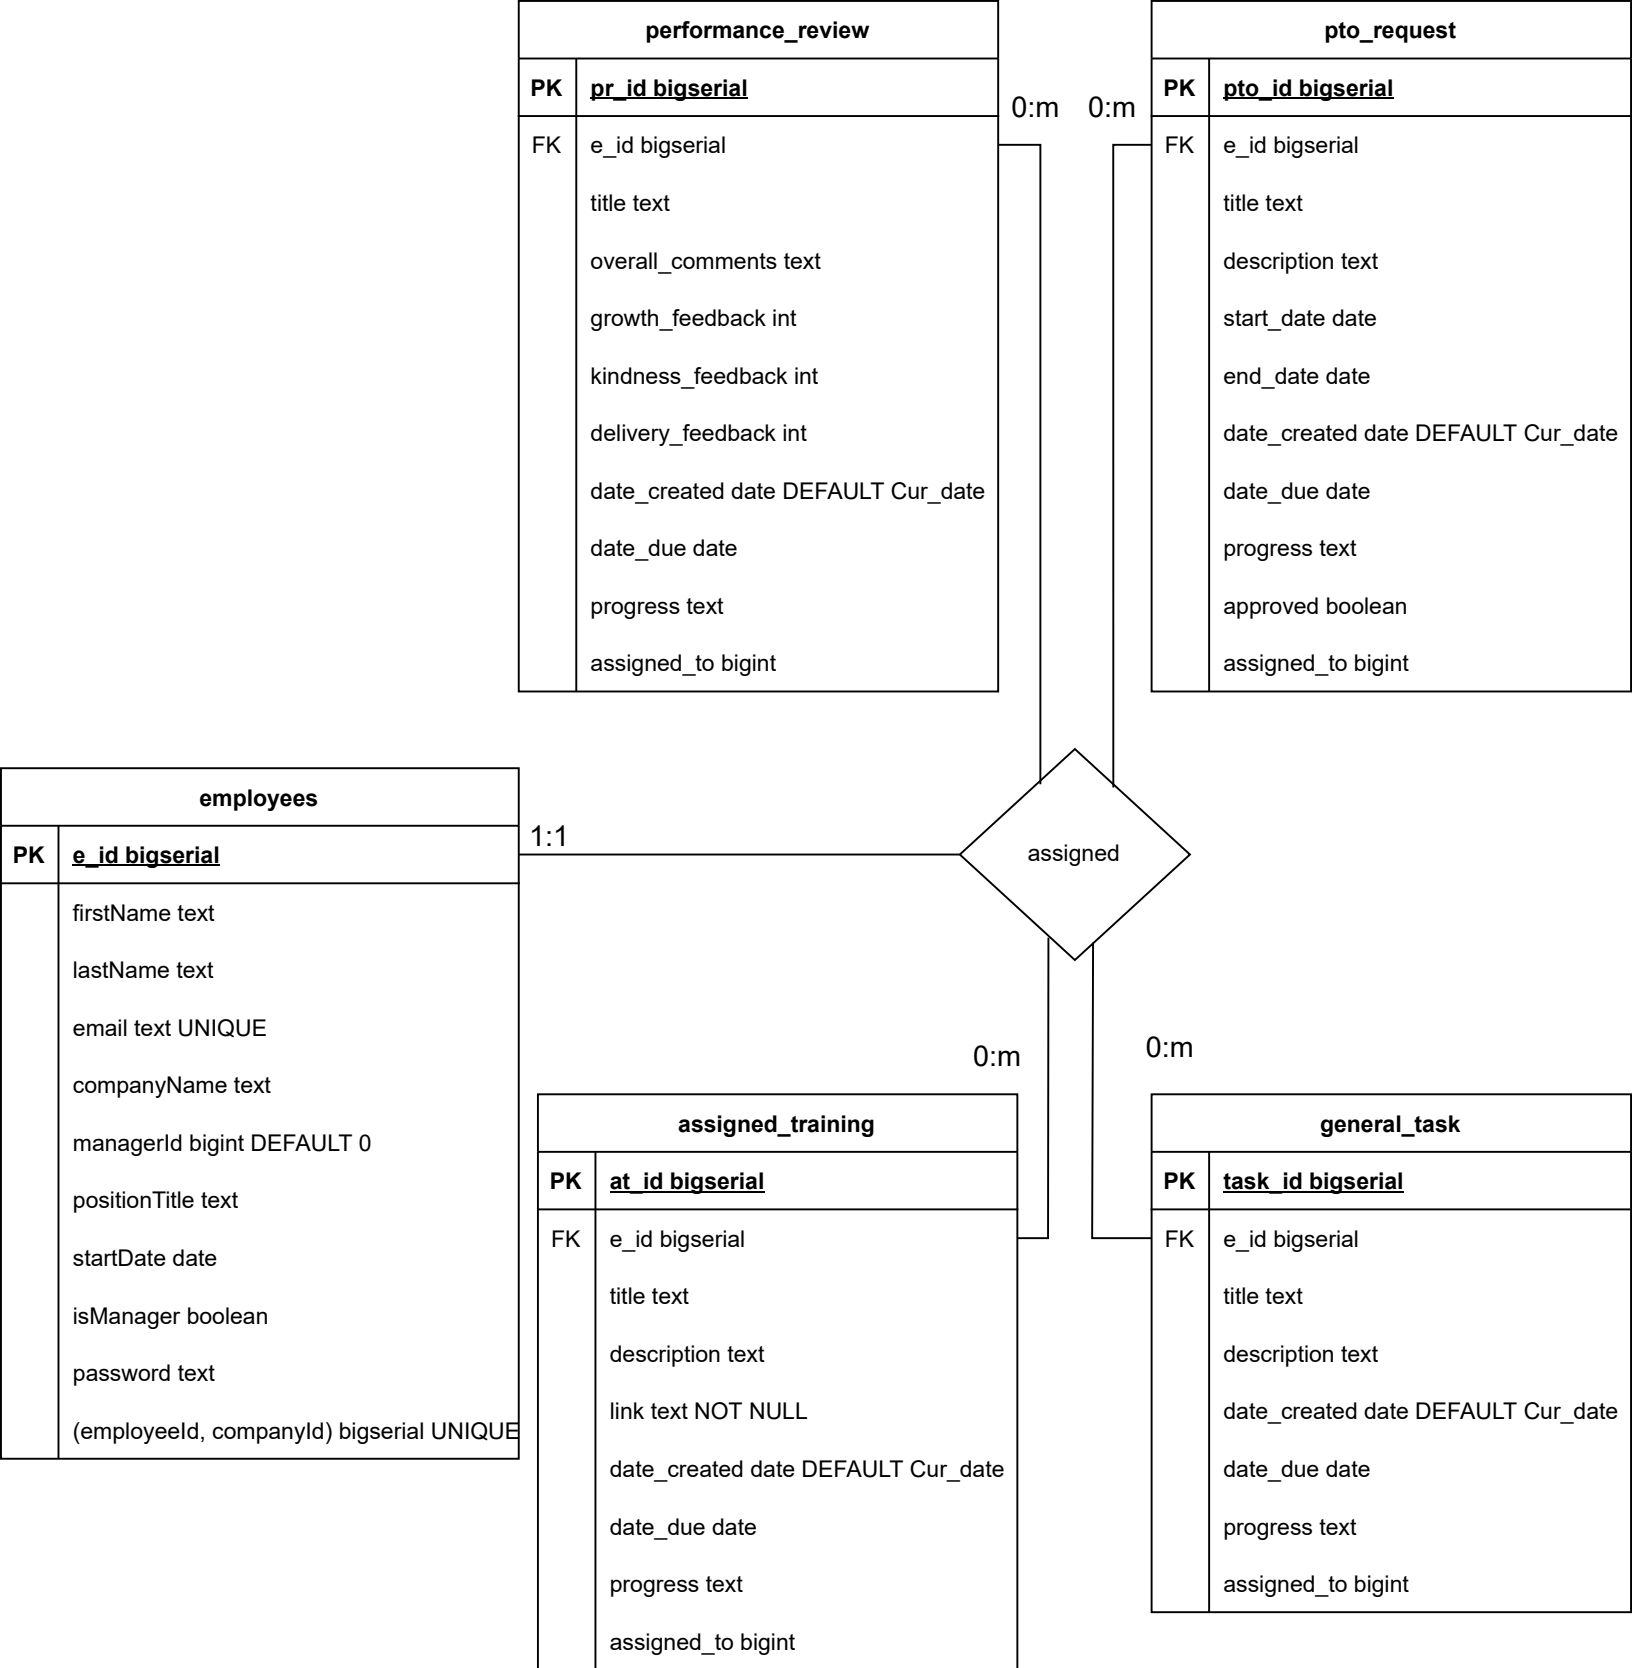 performance_review
PK pr_id bigserial
FK e_id bigserial
title text
overall_comments text
growth_feedback int
kindness_feedback int
delivery_feedback int
date_created date DEFAULT Cur_date
date_due date
progress text
assigned_to bigint
0:m
0:m
pto_request
PK pto_id bigserial
FK e_id bigserial
title text
description text
start_date date
end_date date
date_created date DEFAULT Cur_date
date_due date
progress text
approved boolean
assigned_to bigint
employees
PK e_id bigserial
firstName text
lastName text
email text UNIQUE
companyName text
managerId bigint DEFAULT 0
positionTitle text
startDate date
isManager boolean
password text
(employeeId, companyId) bigserial UNIQUE
1:1
assigned
0:m
0:m
assigned_training
PK at_id bigserial
FK e_id bigserial
title text
description text
link text NOT NULL
date_created date DEFAULT Cur_date
date_due date
progress text
assigned_to bigint
general_task
PK task_id bigserial
FK e_id bigserial
title text
description text
date_created date DEFAULT Cur_date
date_due date
progress text
assigned_to bigint